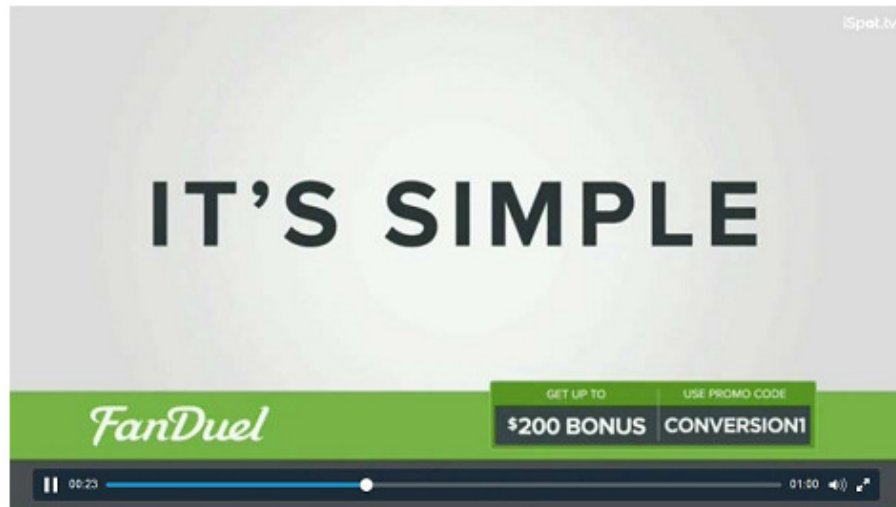 iSpot.tv
IT'S SIMPLE
GET UP TO
USE PROMO CODE
FanDuel
$200 BONUS
CONVERSION1
00:23
01:00